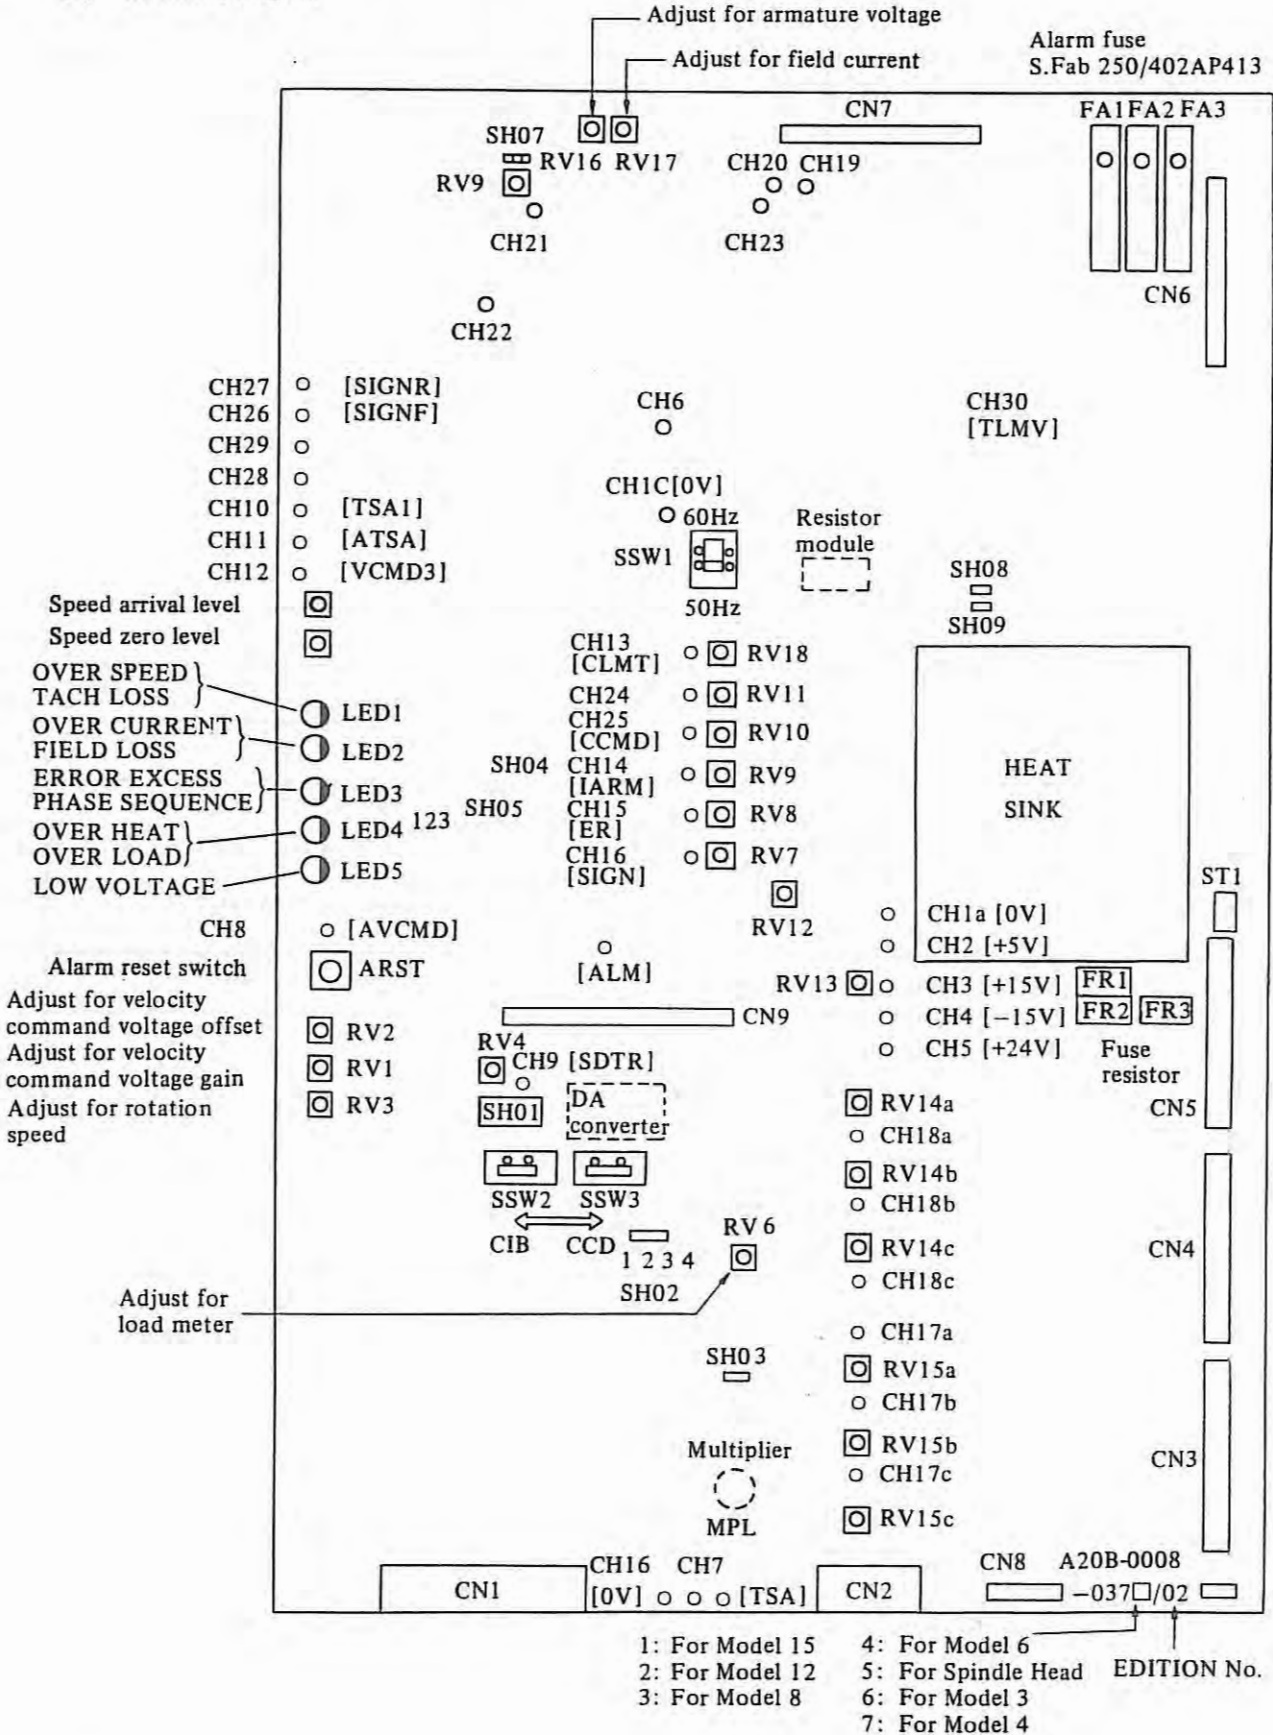 Adjust for armature voltage
Adjust for field current
Alarm fuse
S.Fab 250/402AP413
CN7
FA1 FA2 FA3
SH07
RV16 RV17
RV9
CH20 CH19
CH21
CH23
CN6
CH22
CH27 [SIGNR]
CH26 [SIGNF]
CH29
CH28
CH10 [TSA1]
CH11 [ATSA]
CH12 [VCMD3]
CH6
CH30
[TLMV]
CH1C[0V]
60Hz
SSW1
50Hz
Resistor
module
SH08
SH09
Speed arrival level
Speed zero level
OVER SPEED
TACH LOSS
LED1
OVER CURRENT
FIELD LOSS
LED2
ERROR EXCESS
PHASE SEQUENCE
LED3
OVER HEAT
OVER LOAD
LED4 123
LOW VOLTAGE
LED5
SH04
SH05
CH13
[CLMT]
RV18
CH24
RV11
CH25
[CCMD]
RV10
CH14
[IARM]
RV9
CH15
[ER]
RV8
CH16
[SIGN]
RV7
RV12
HEAT
SINK
ST1
CH8 [AVCMD]
Alarm reset switch
ARST
[ALM]
CH1a [0V]
CH2 [+5V]
RV13
CH3 [+15V]
CH4 [−15V]
CH5 [+24V]
FR1
FR2 FR3
Fuse
resistor
Adjust for velocity
command voltage offset
RV2
Adjust for velocity
command voltage gain
RV1
Adjust for rotation
speed
RV3
CN9
RV4
CH9 [SDTR]
SH01
DA
converter
SSW2 SSW3
CIB CCD
1 2 3 4
SH02
RV6
Adjust for
load meter
SH03
Multiplier
MPL
RV14a
CH18a
RV14b
CH18b
RV14c
CH18c
CH17a
RV15a
CH17b
RV15b
CH17c
RV15c
CN5
CN4
CN3
CN1
CH16 CH7
[0V] [TSA]
CN2
CN8 A20B-0008
−037□/02
1: For Model 15
2: For Model 12
3: For Model 8
4: For Model 6
5: For Spindle Head
6: For Model 3
7: For Model 4
EDITION No.